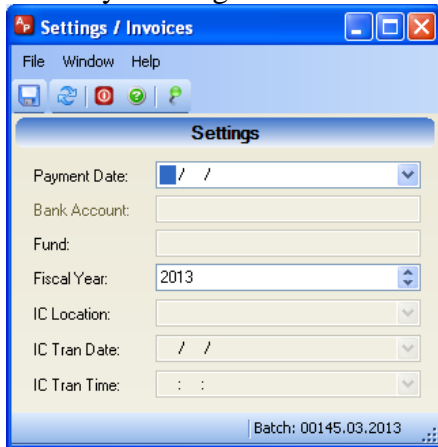 AP Settings / Invoices
File Window Help
Settings
Payment Date: / /
Bank Account:
Fund:
Fiscal Year: 2013
IC Location:
IC Tran Date: / /
IC Tran Time: : :
Batch: 00145.03.2013